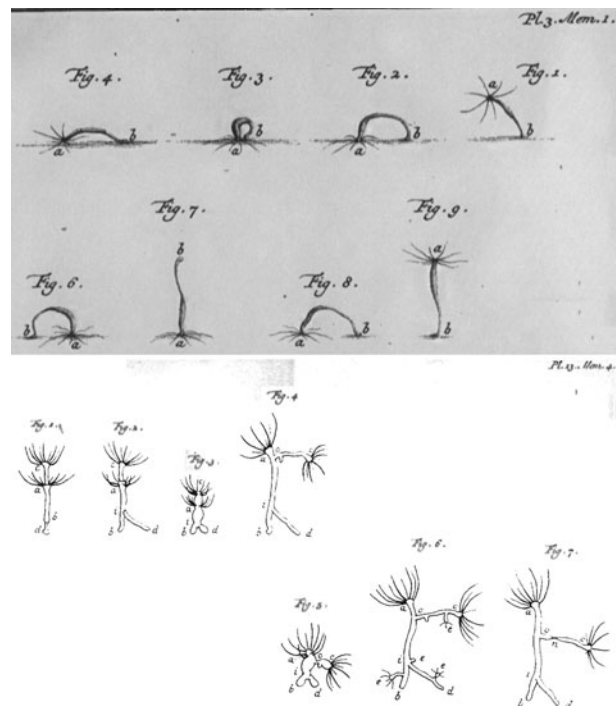 Pl. 3. Mem. 1.
Fig. 4. Fig. 3. Fig. 2. Fig. 1.
a b a b a b a b
Fig. 7. Fig. 9.
b a
Fig. 6. Fig. 8.
b a a a b b
Pl. 13. Mem. 4.
Fig. 1. Fig. 2. Fig. 4
Fig. 3
c a b d
c a i b d
c a i b d
a c i b d
Fig. 6. Fig. 7.
Fig. 5
a c i b d
a c c e i e e e b d
a c n c i b d